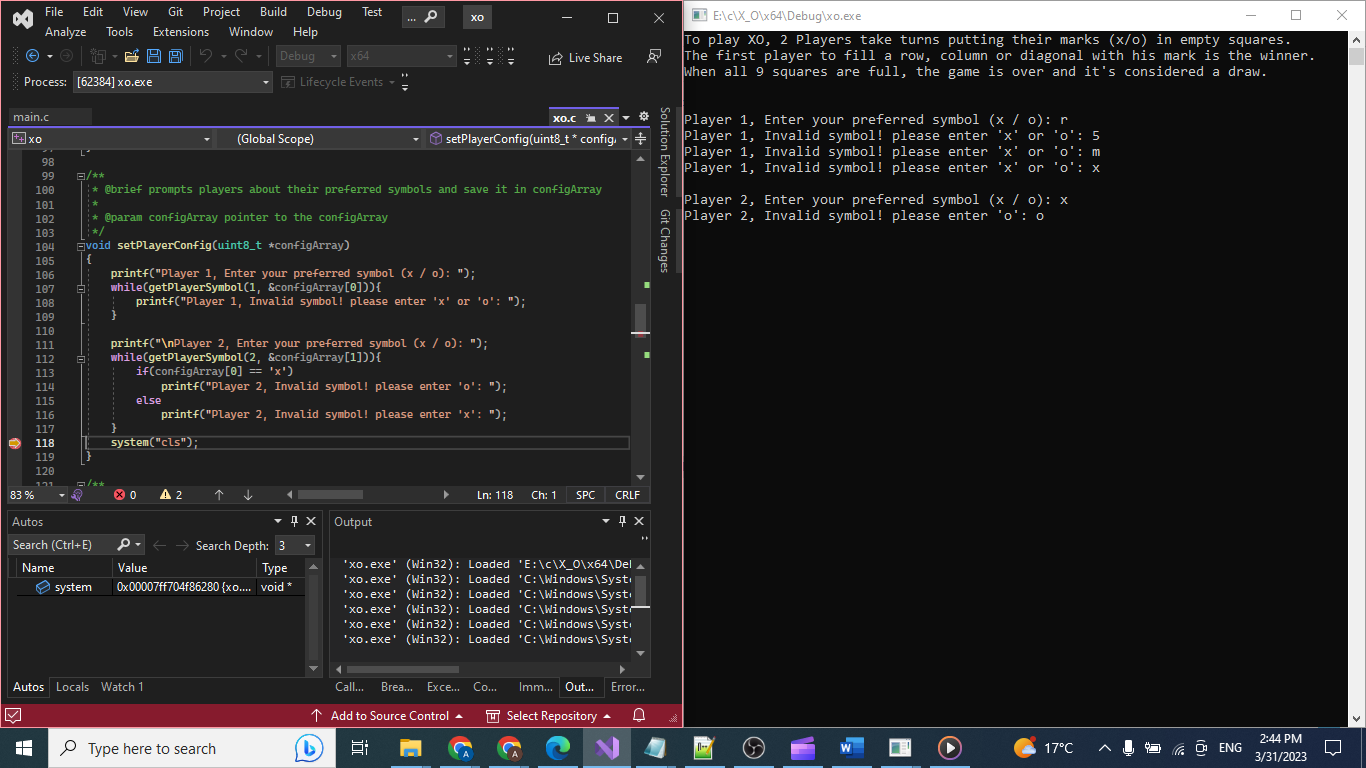 File Edit View Git Project Build Debug Test ... xo
Analyze Tools Extensions Window Help
Debug x64 Live Share
Process: [62384] xo.exe Lifecycle Events
main.c xo.c
xo (Global Scope) setPlayerConfig(uint8_t * config,
98
99 /**
100 * @brief prompts players about their preferred symbols and save it in configArray
101 *
102 * @param configArray pointer to the configArray
103 */
104 void setPlayerConfig(uint8_t *configArray)
105 {
106 printf("Player 1, Enter your preferred symbol (x / o): ");
107 while(getPlayerSymbol(1, &configArray[0])){
108 printf("Player 1, Invalid symbol! please enter 'x' or 'o': ");
109 }
110
111 printf("\nPlayer 2, Enter your preferred symbol (x / o): ");
112 while(getPlayerSymbol(2, &configArray[1])){
113 if(configArray[0] == 'x')
114 printf("Player 2, Invalid symbol! please enter 'o': ");
115 else
116 printf("Player 2, Invalid symbol! please enter 'x': ");
117 }
118 system("cls");
119 }
120
Solution Explorer
Git Changes
83 % 0 2 Ln: 118 Ch: 1 SPC CRLF
Autos
Search (Ctrl+E) Search Depth: 3
Name Value Type
system 0x00007ff704f86280 {xo.... void *
Autos Locals Watch 1
Output
'xo.exe' (Win32): Loaded 'E:\c\X_O\x64\Del
'xo.exe' (Win32): Loaded 'C:\Windows\Syst
'xo.exe' (Win32): Loaded 'C:\Windows\Syst
'xo.exe' (Win32): Loaded 'C:\Windows\Syst
'xo.exe' (Win32): Loaded 'C:\Windows\Syst
'xo.exe' (Win32): Loaded 'C:\Windows\Syst
Call... Brea... Exce... Co... Imm... Out... Error...
Add to Source Control Select Repository
E:\c\X_O\x64\Debug\xo.exe
To play XO, 2 Players take turns putting their marks (x/o) in empty squares.
The first player to fill a row, column or diagonal with his mark is the winner.
When all 9 squares are full, the game is over and it's considered a draw.
Player 1, Enter your preferred symbol (x / o): r
Player 1, Invalid symbol! please enter 'x' or 'o': 5
Player 1, Invalid symbol! please enter 'x' or 'o': m
Player 1, Invalid symbol! please enter 'x' or 'o': x
Player 2, Enter your preferred symbol (x / o): x
Player 2, Invalid symbol! please enter 'o': o
Type here to search 17°C ENG 2:44 PM
3/31/2023